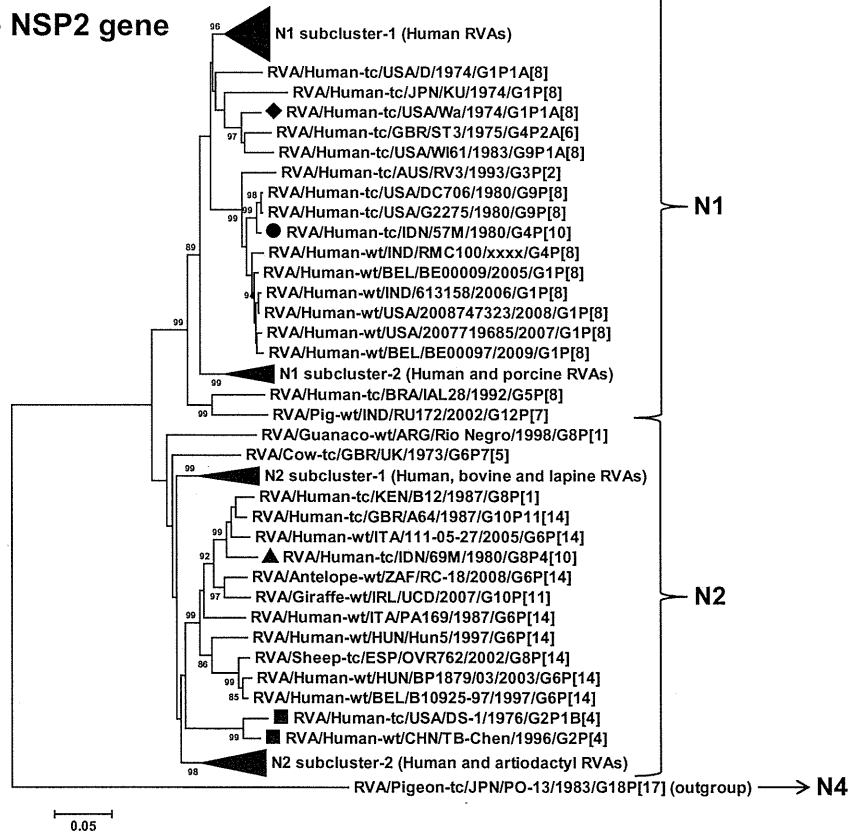 NSP2 gene
96
N1 subcluster-1 (Human RVAs)
RVA/Human-tc/USA/D/1974/G1P1A[8]
RVA/Human-tc/JPN/KU/1974/G1P[8]
RVA/Human-tc/USA/Wa/1974/G1P1A[8]
97
RVA/Human-tc/GBR/ST3/1975/G4P2A[6]
RVA/Human-tc/USA/WI61/1983/G9P1A[8]
RVA/Human-tc/AUS/RV3/1993/G3P[2]
98
RVA/Human-tc/USA/DC706/1980/G9P[8]
N1
99
99
RVA/Human-tc/USA/G2275/1980/G9P[8]
RVA/Human-tc/IDN/57M/1980/G4P[10]
89
RVA/Human-wt/IND/RMC100/xxxx/G4P[8]
RVA/Human-wt/BEL/BE00009/2005/G1P[8]
94
RVA/Human-wt/IND/613158/2006/G1P[8]
RVA/Human-wt/USA/2008747323/2008/G1P[8]
99
RVA/Human-wt/USA/2007719685/2007/G1P[8]
RVA/Human-wt/BEL/BE00097/2009/G1P[8]
99
N1 subcluster-2 (Human and porcine RVAs)
RVA/Human-tc/BRA/IAL28/1992/G5P[8]
99
RVA/Pig-wt/IND/RU172/2002/G12P[7]
RVA/Guanaco-wt/ARG/Rio Negro/1998/G8P[1]
RVA/Cow-tc/GBR/UK/1973/G6P7[5]
99
N2 subcluster-1 (Human, bovine and lapine RVAs)
RVA/Human-tc/KEN/B12/1987/G8P[1]
RVA/Human-tc/GBR/A64/1987/G10P11[14]
99
RVA/Human-wt/ITA/111-05-27/2005/G6P[14]
92
RVA/Human-tc/IDN/69M/1980/G8P4[10]
RVA/Antelope-wt/ZAF/RC-18/2008/G6P[14]
97
RVA/Giraffe-wt/IRL/UCD/2007/G10P[11]
N2
99
RVA/Human-wt/ITA/PA169/1987/G6P[14]
RVA/Human-wt/HUN/Hun5/1997/G6P[14]
86
RVA/Sheep-tc/ESP/OVR762/2002/G8P[14]
99
RVA/Human-wt/HUN/BP1879/03/2003/G6P[14]
85
RVA/Human-wt/BEL/B10925-97/1997/G6P[14]
RVA/Human-tc/USA/DS-1/1976/G2P1B[4]
99
RVA/Human-wt/CHN/TB-Chen/1996/G2P[4]
98
N2 subcluster-2 (Human and artiodactyl RVAs)
RVA/Pigeon-tc/JPN/PO-13/1983/G18P[17] (outgroup)
N4
0.05